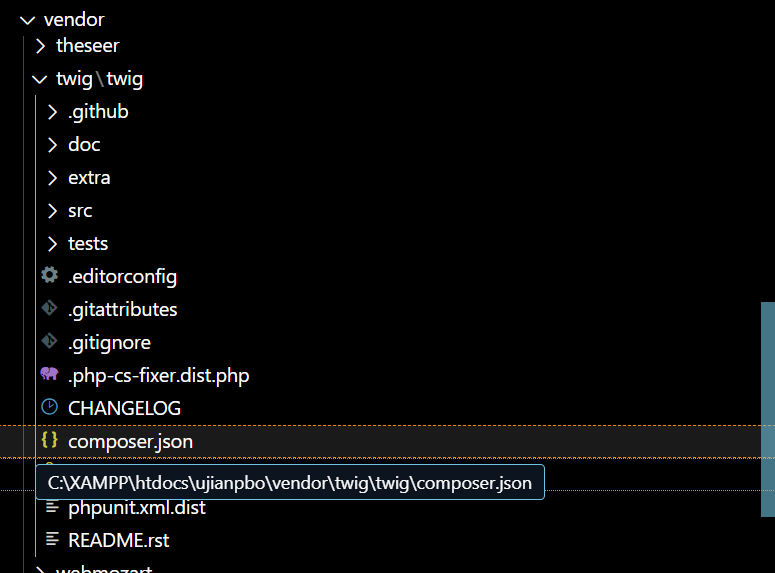 vendor
theseer
twig\twig
.github
doc
extra
src
tests
.editorconfig
.gitattributes
.gitignore
.php-cs-fixer.dist.php
CHANGELOG
composer.json
C:\XAMPP\htdocs\ujianpbo\vendor\twig\twig\composer.json
phpunit.xml.dist
README.rst
webmozart